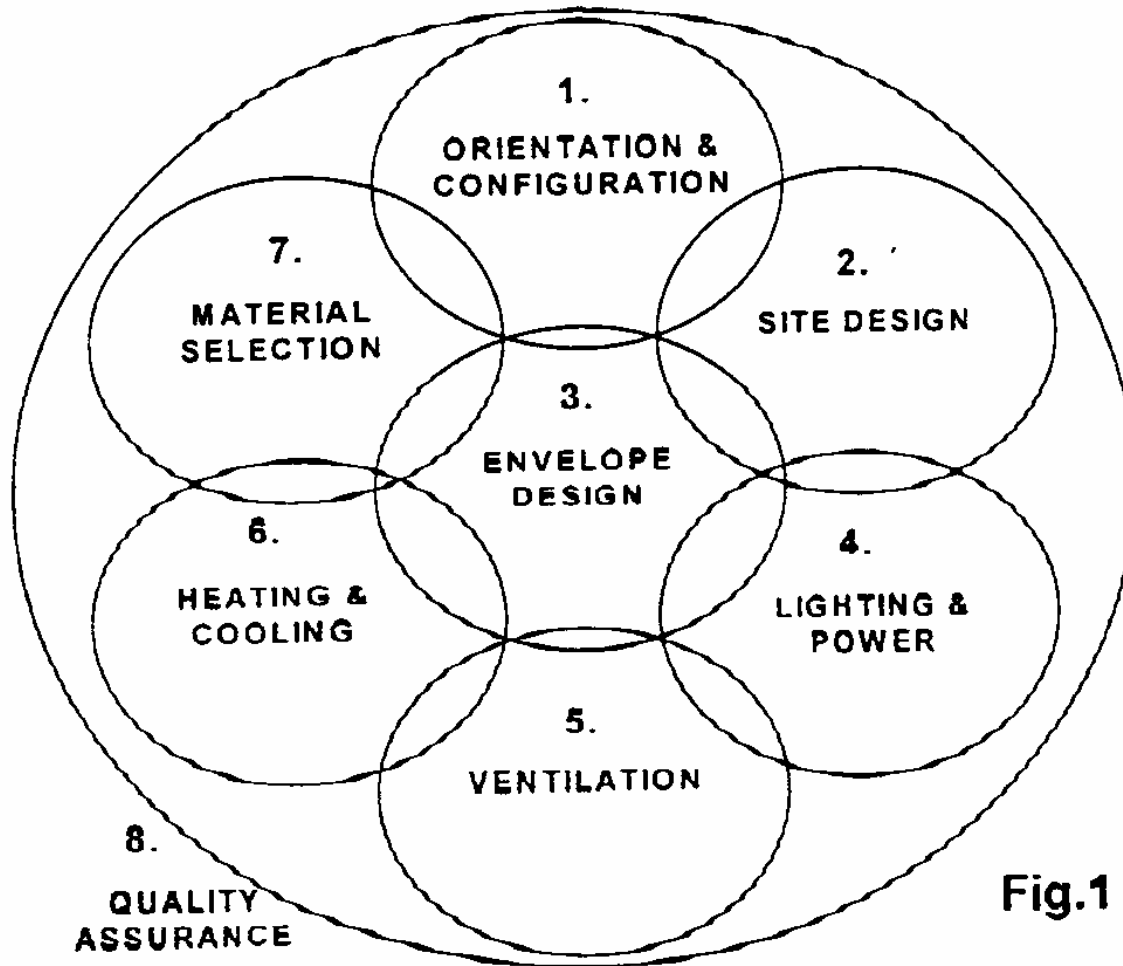 1.
ORIENTATION &
CONFIGURATION
2.
SITE DESIGN
3.
ENVELOPE
DESIGN
4.
LIGHTING &
POWER
5.
VENTILATION
6.
HEATING &
COOLING
7.
MATERIAL
SELECTION
8.
QUALITY
ASSURANCE
Fig.1